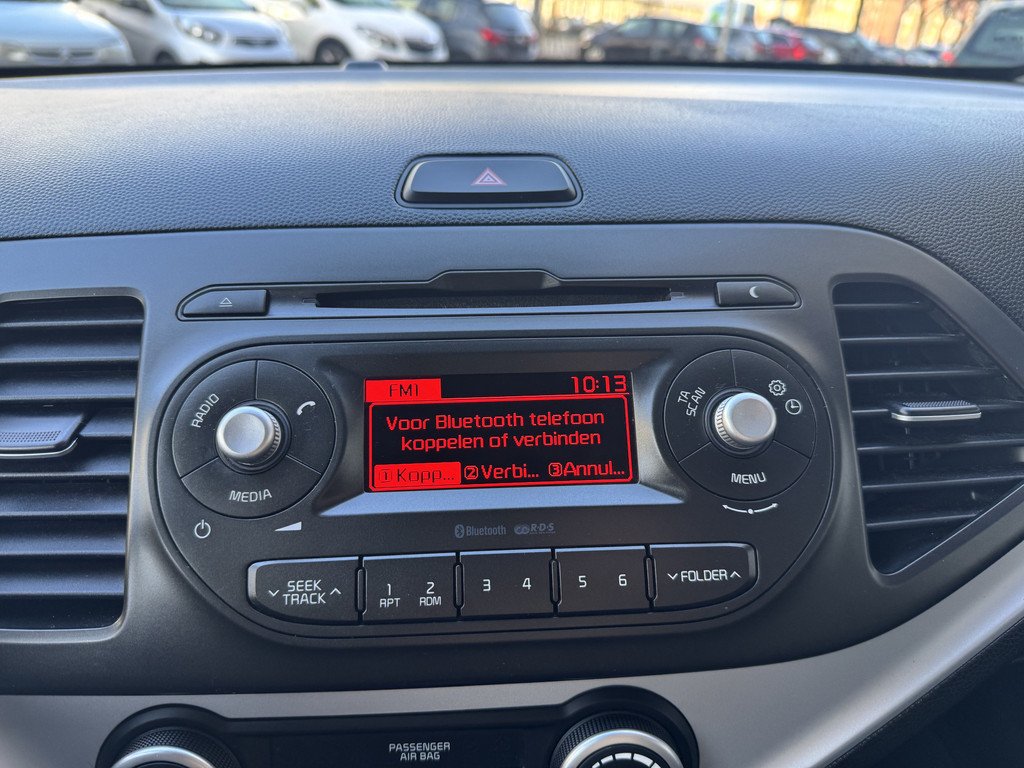 FM1 10:13
Voor Bluetooth telefoon
koppelen of verbinden
1 Kopp... 2 Verbi... 3 Annul...
RADIO
MEDIA
TA
SCAN
MENU
Bluetooth R·D·S
SEEK
TRACK
1 2
RPT RDM
3 4
5 6
FOLDER
PASSENGER
AIR BAG